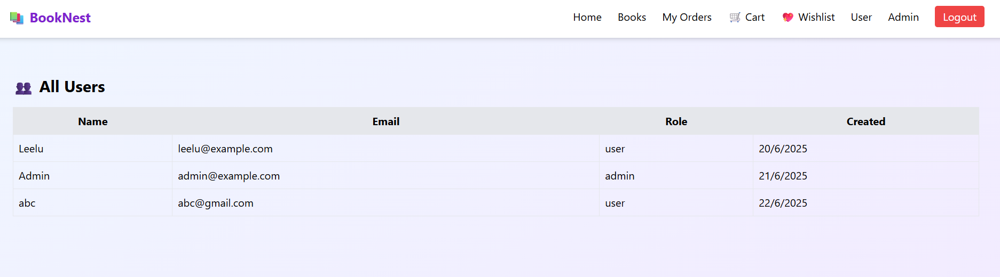 BookNest Home Books My Orders Cart Wishlist User Admin Logout
All Users
Name Email Role Created
Leelu leelu@example.com user 20/6/2025
Admin admin@example.com admin 21/6/2025
abc abc@gmail.com user 22/6/2025